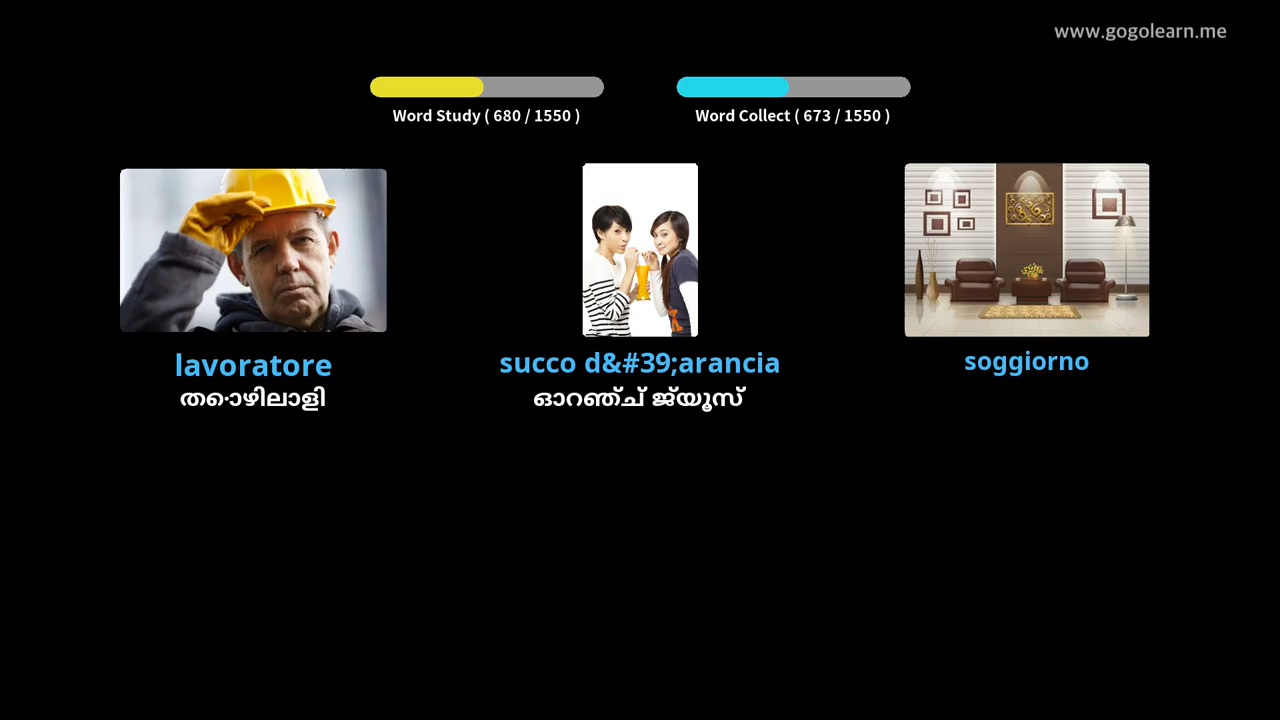 www.gogolearn.me
Word Study ( 680 / 1550 )
Word Collect ( 673 / 1550 )
lavoratore
തൊഴിലാളി
succo d&#39;arancia
ഓറഞ്ച് ജ്യൂസ്
soggiorno